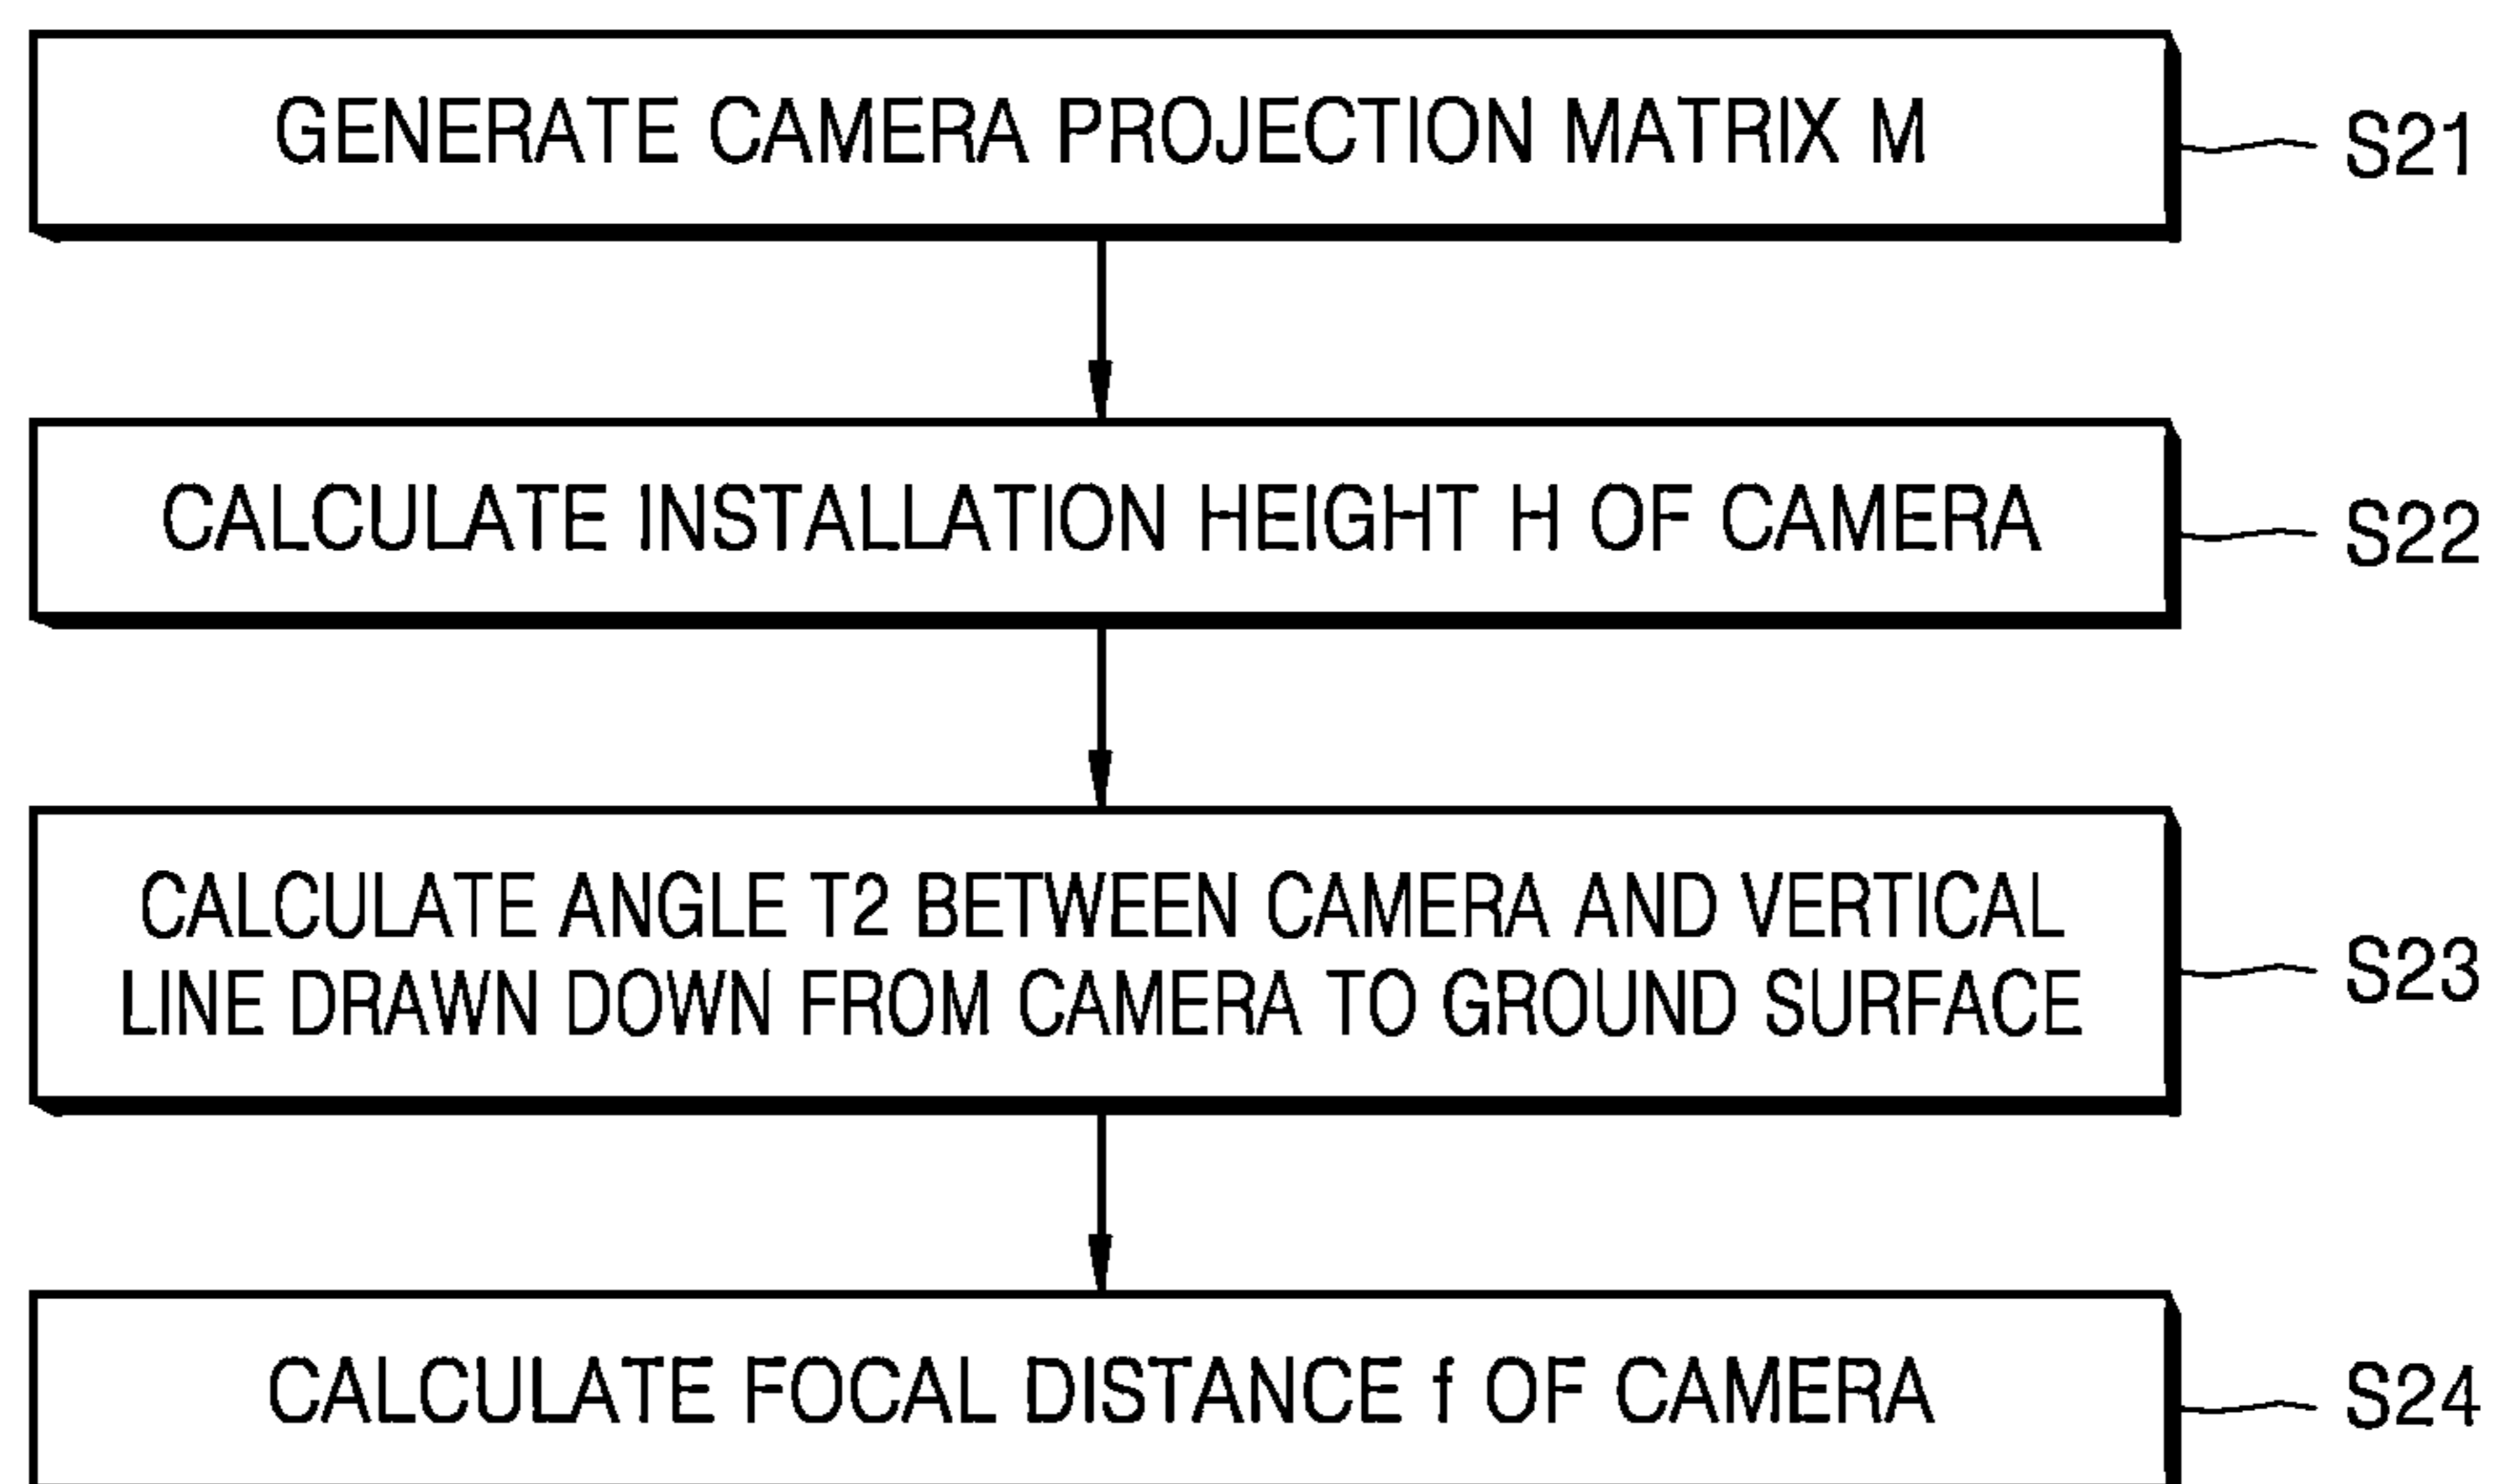 GENERATE CAMERA PROJECTION MATRIX M
S21
CALCULATE INSTALLATION HEIGHT H OF CAMERA
S22
CALCULATE ANGLE T2 BETWEEN CAMERA AND VERTICAL
LINE DRAWN DOWN FROM CAMERA TO GROUND SURFACE
S23
CALCULATE FOCAL DISTANCE f OF CAMERA
S24